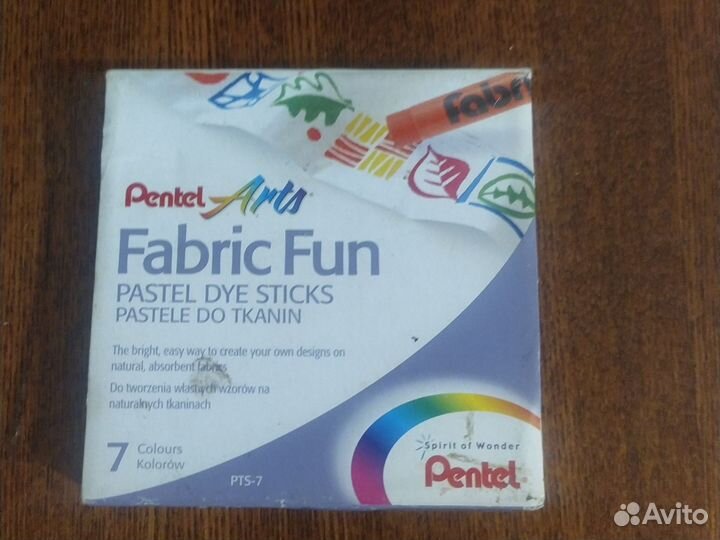 Fabri
Pentel Arts
Fabric Fun
PASTEL DYE STICKS
PASTELE DO TKANIN
The bright, easy way to create your own designs on
natural, absorbent fabrics
Do tworzenia własnych wzorów na
naturalnych tkaninach
7 Colours
Kolorów
PTS-7
Spirit of Wonder
Pentel
Avito